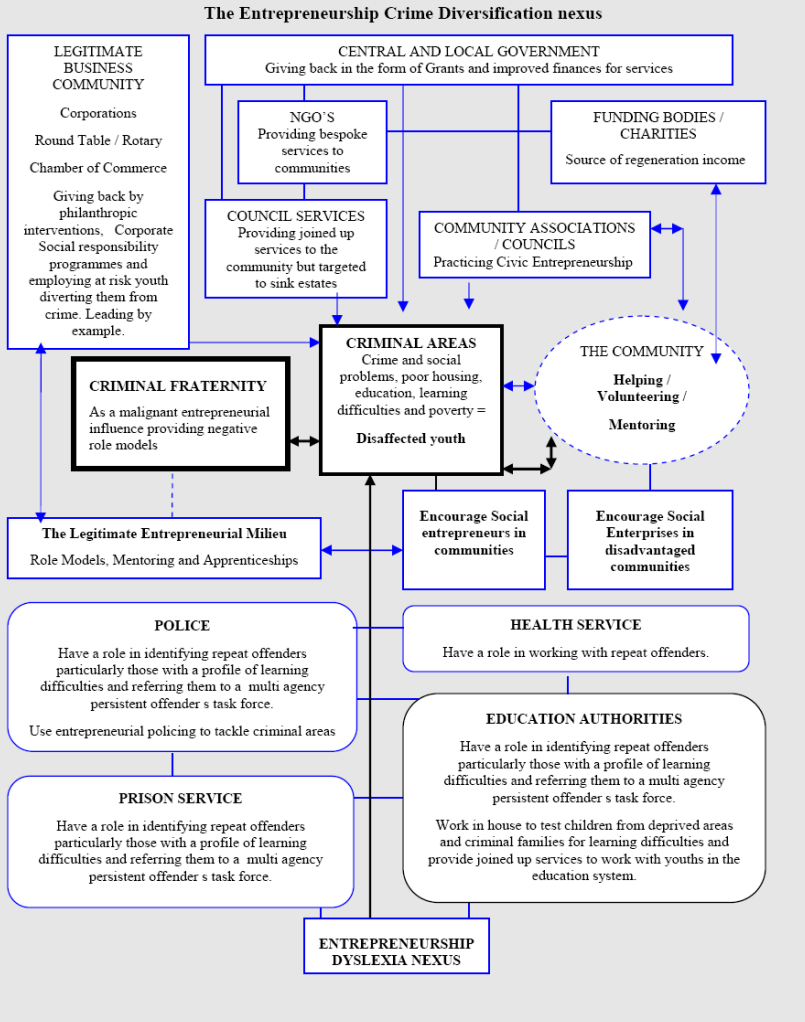 The Entrepreneurship Crime Diversification nexus
LEGITIMATE
BUSINESS
COMMUNITY
Corporations
Round Table / Rotary
Chamber of Commerce
Giving back by
philanthropic
interventions, Corporate
Social responsibility
programmes and
employing at risk youth
diverting them from
crime. Leading by
example.
CENTRAL AND LOCAL GOVERNMENT
Giving back in the form of Grants and improved finances for services
NGO'S
Providing bespoke
services to
communities
FUNDING BODIES /
CHARITIES
Source of regeneration income
COUNCIL SERVICES
Providing joined up
services to the
community but targeted
to sink estates
COMMUNITY ASSOCIATIONS
/ COUNCILS
Practicing Civic Entrepreneurship
CRIMINAL AREAS
Crime and social
problems, poor housing,
education, learning
difficulties and poverty =
Disaffected youth
THE COMMUNITY
Helping /
Volunteering /
Mentoring
CRIMINAL FRATERNITY
As a malignant entrepreneurial
influence providing negative
role models
The Legitimate Entrepreneurial Milieu
Role Models, Mentoring and Apprenticeships
Encourage Social
entrepreneurs in
communities
Encourage Social
Enterprises in
disadvantaged
communities
POLICE
Have a role in identifying repeat offenders
particularly those with a profile of learning
difficulties and referring them to a multi agency
persistent offender s task force.
Use entrepreneurial policing to tackle criminal areas
HEALTH SERVICE
Have a role in working with repeat offenders.
EDUCATION AUTHORITIES
Have a role in identifying repeat offenders
particularly those with a profile of learning
difficulties and referring them to a multi agency
persistent offender s task force.
Work in house to test children from deprived areas
and criminal families for learning difficulties and
provide joined up services to work with youths in the
education system.
PRISON SERVICE
Have a role in identifying repeat offenders
particularly those with a profile of learning
difficulties and referring them to a multi agency
persistent offender s task force.
ENTREPRENEURSHIP
DYSLEXIA NEXUS